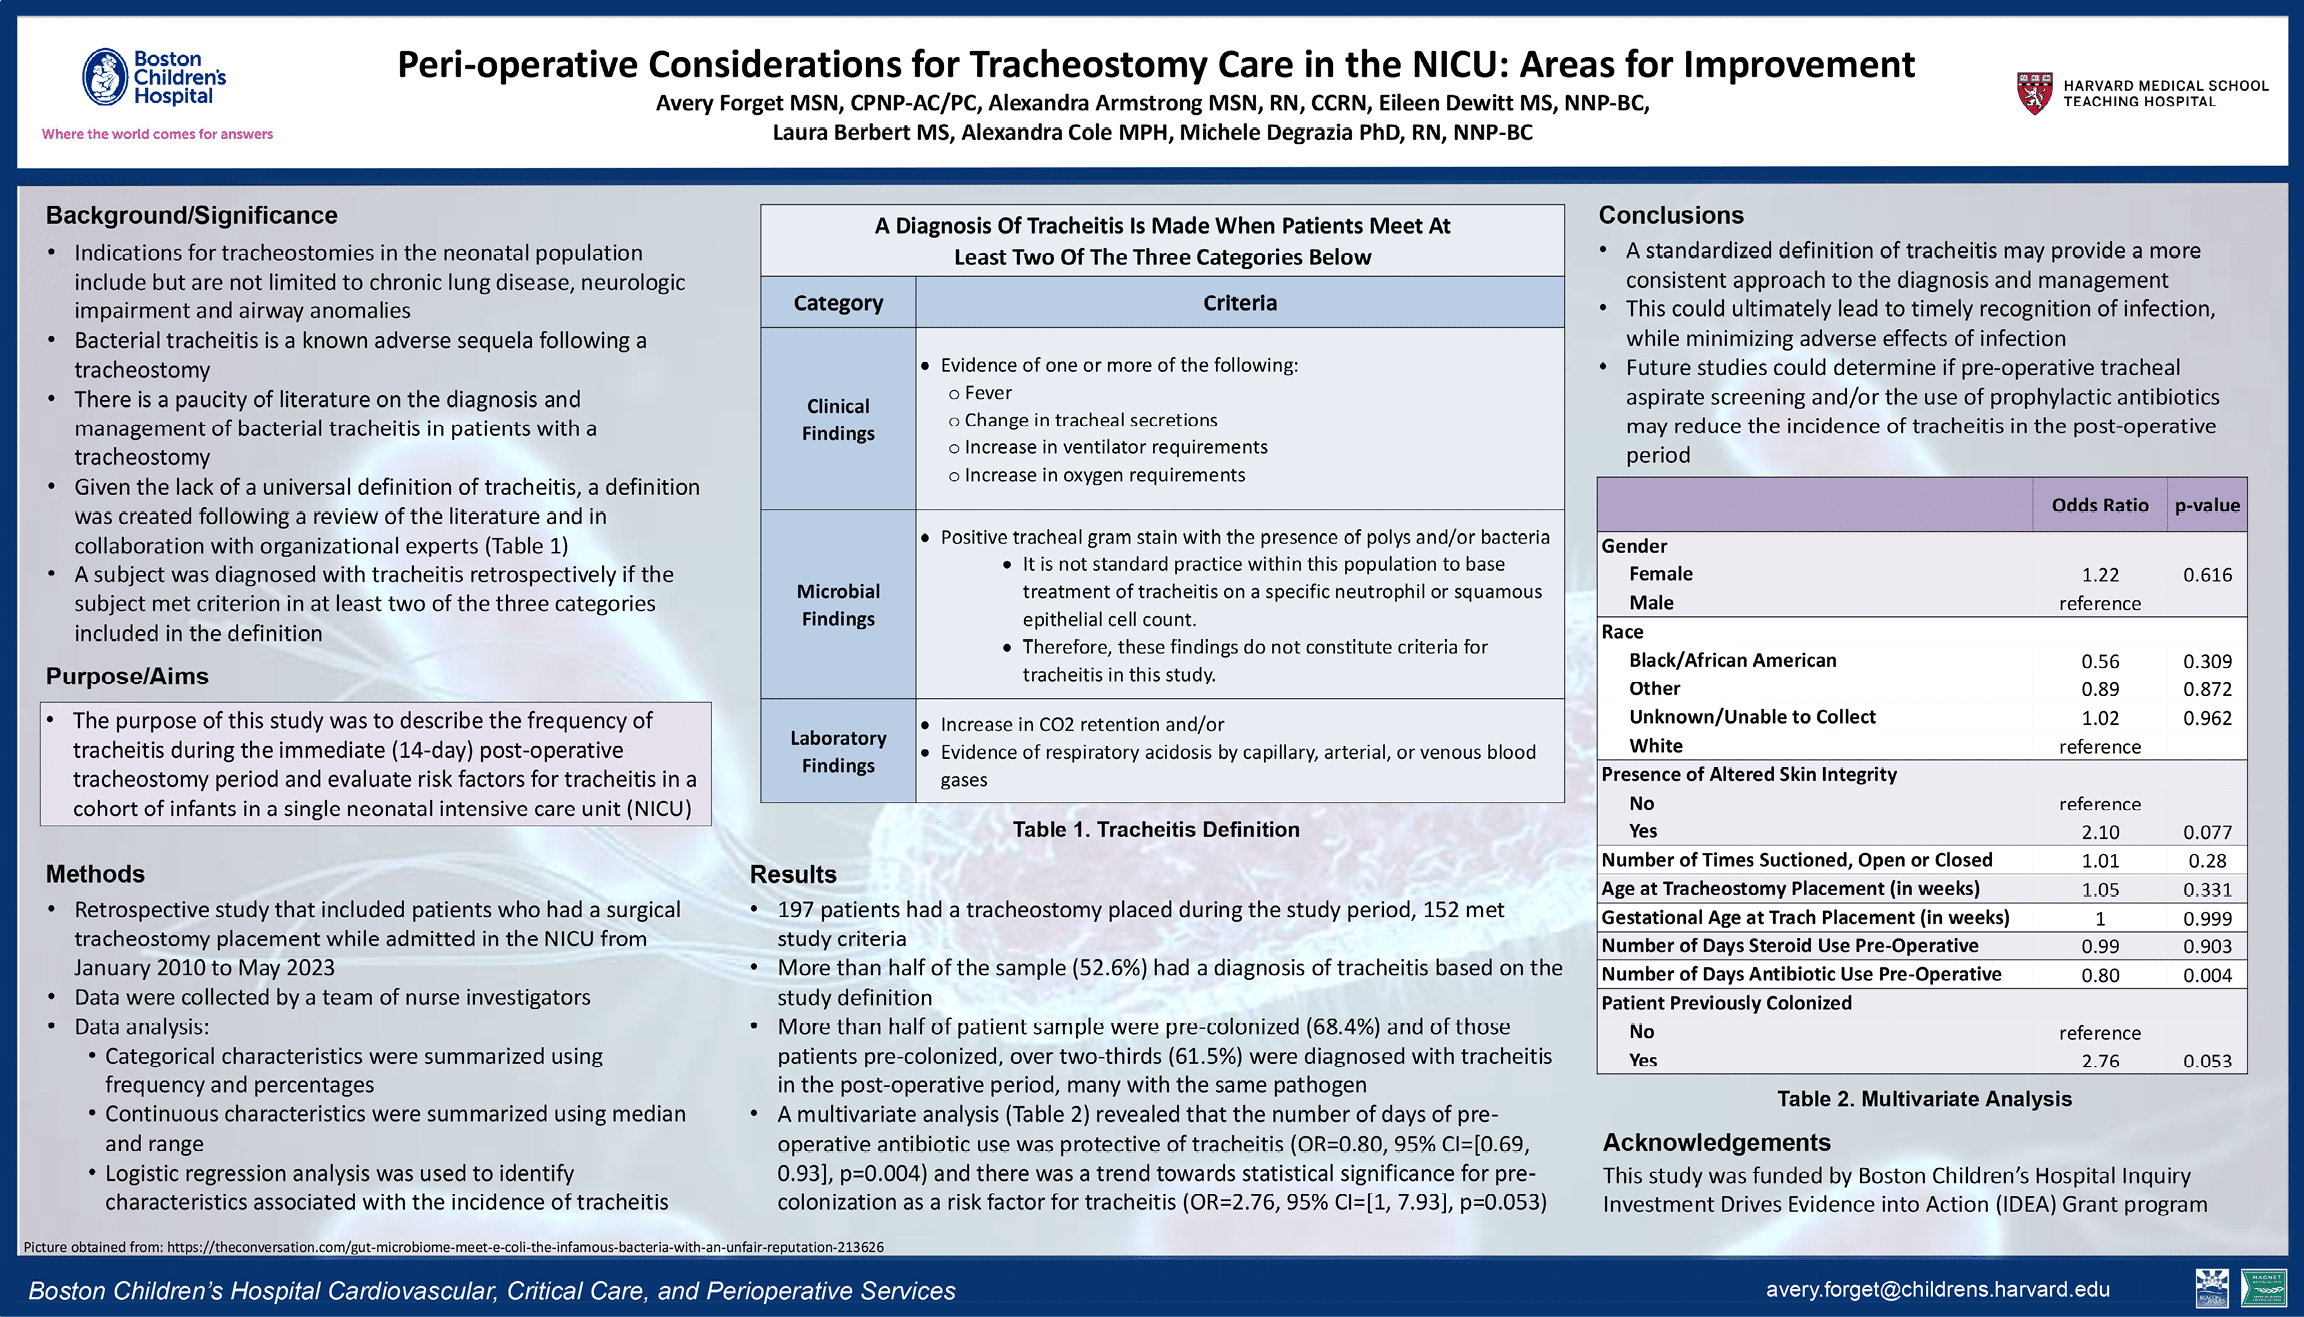 Boston
Children's
Hospital
Where the world comes for answers
Peri-operative Considerations for Tracheostomy Care in the NICU: Areas for Improvement
Avery Forget MSN, CPNP-AC/PC, Alexandra Armstrong MSN, RN, CCRN, Eileen Dewitt MS, NNP-BC,
Laura Berbert MS, Alexandra Cole MPH, Michele Degrazia PhD, RN, NNP-BC
HARVARD MEDICAL SCHOOL
TEACHING HOSPITAL
Background/Significance
• Indications for tracheostomies in the neonatal population
include but are not limited to chronic lung disease, neurologic
impairment and airway anomalies
• Bacterial tracheitis is a known adverse sequela following a
tracheostomy
• There is a paucity of literature on the diagnosis and
management of bacterial tracheitis in patients with a
tracheostomy
• Given the lack of a universal definition of tracheitis, a definition
was created following a review of the literature and in
collaboration with organizational experts (Table 1)
• A subject was diagnosed with tracheitis retrospectively if the
subject met criterion in at least two of the three categories
included in the definition
Purpose/Aims
• The purpose of this study was to describe the frequency of
tracheitis during the immediate (14-day) post-operative
tracheostomy period and evaluate risk factors for tracheitis in a
cohort of infants in a single neonatal intensive care unit (NICU)
Methods
• Retrospective study that included patients who had a surgical
tracheostomy placement while admitted in the NICU from
January 2010 to May 2023
• Data were collected by a team of nurse investigators
• Data analysis:
• Categorical characteristics were summarized using
frequency and percentages
• Continuous characteristics were summarized using median
and range
• Logistic regression analysis was used to identify
characteristics associated with the incidence of tracheitis
A Diagnosis Of Tracheitis Is Made When Patients Meet At
Least Two Of The Three Categories Below
Category Criteria
Clinical
Findings
• Evidence of one or more of the following:
o Fever
o Change in tracheal secretions
o Increase in ventilator requirements
o Increase in oxygen requirements
Microbial
Findings
• Positive tracheal gram stain with the presence of polys and/or bacteria
• It is not standard practice within this population to base
treatment of tracheitis on a specific neutrophil or squamous
epithelial cell count.
• Therefore, these findings do not constitute criteria for
tracheitis in this study.
Laboratory
Findings
• Increase in CO2 retention and/or
• Evidence of respiratory acidosis by capillary, arterial, or venous blood
gases
Table 1. Tracheitis Definition
Results
• 197 patients had a tracheostomy placed during the study period, 152 met
study criteria
• More than half of the sample (52.6%) had a diagnosis of tracheitis based on the
study definition
• More than half of patient sample were pre-colonized (68.4%) and of those
patients pre-colonized, over two-thirds (61.5%) were diagnosed with tracheitis
in the post-operative period, many with the same pathogen
• A multivariate analysis (Table 2) revealed that the number of days of pre-
operative antibiotic use was protective of tracheitis (OR=0.80, 95% CI=[0.69,
0.93], p=0.004) and there was a trend towards statistical significance for pre-
colonization as a risk factor for tracheitis (OR=2.76, 95% CI=[1, 7.93], p=0.053)
Conclusions
• A standardized definition of tracheitis may provide a more
consistent approach to the diagnosis and management
• This could ultimately lead to timely recognition of infection,
while minimizing adverse effects of infection
• Future studies could determine if pre-operative tracheal
aspirate screening and/or the use of prophylactic antibiotics
may reduce the incidence of tracheitis in the post-operative
period
Odds Ratio p-value
Gender
Female 1.22 0.616
Male reference
Race
Black/African American 0.56 0.309
Other 0.89 0.872
Unknown/Unable to Collect 1.02 0.962
White reference
Presence of Altered Skin Integrity
No reference
Yes 2.10 0.077
Number of Times Suctioned, Open or Closed 1.01 0.28
Age at Tracheostomy Placement (in weeks) 1.05 0.331
Gestational Age at Trach Placement (in weeks) 1 0.999
Number of Days Steroid Use Pre-Operative 0.99 0.903
Number of Days Antibiotic Use Pre-Operative 0.80 0.004
Patient Previously Colonized
No reference
Yes 2.76 0.053
Table 2. Multivariate Analysis
Acknowledgements
This study was funded by Boston Children's Hospital Inquiry
Investment Drives Evidence into Action (IDEA) Grant program
Picture obtained from: https://theconversation.com/gut-microbiome-meet-e-coli-the-infamous-bacteria-with-an-unfair-reputation-213626
Boston Children's Hospital Cardiovascular, Critical Care, and Perioperative Services
avery.forget@childrens.harvard.edu
BEACON
MAGNET